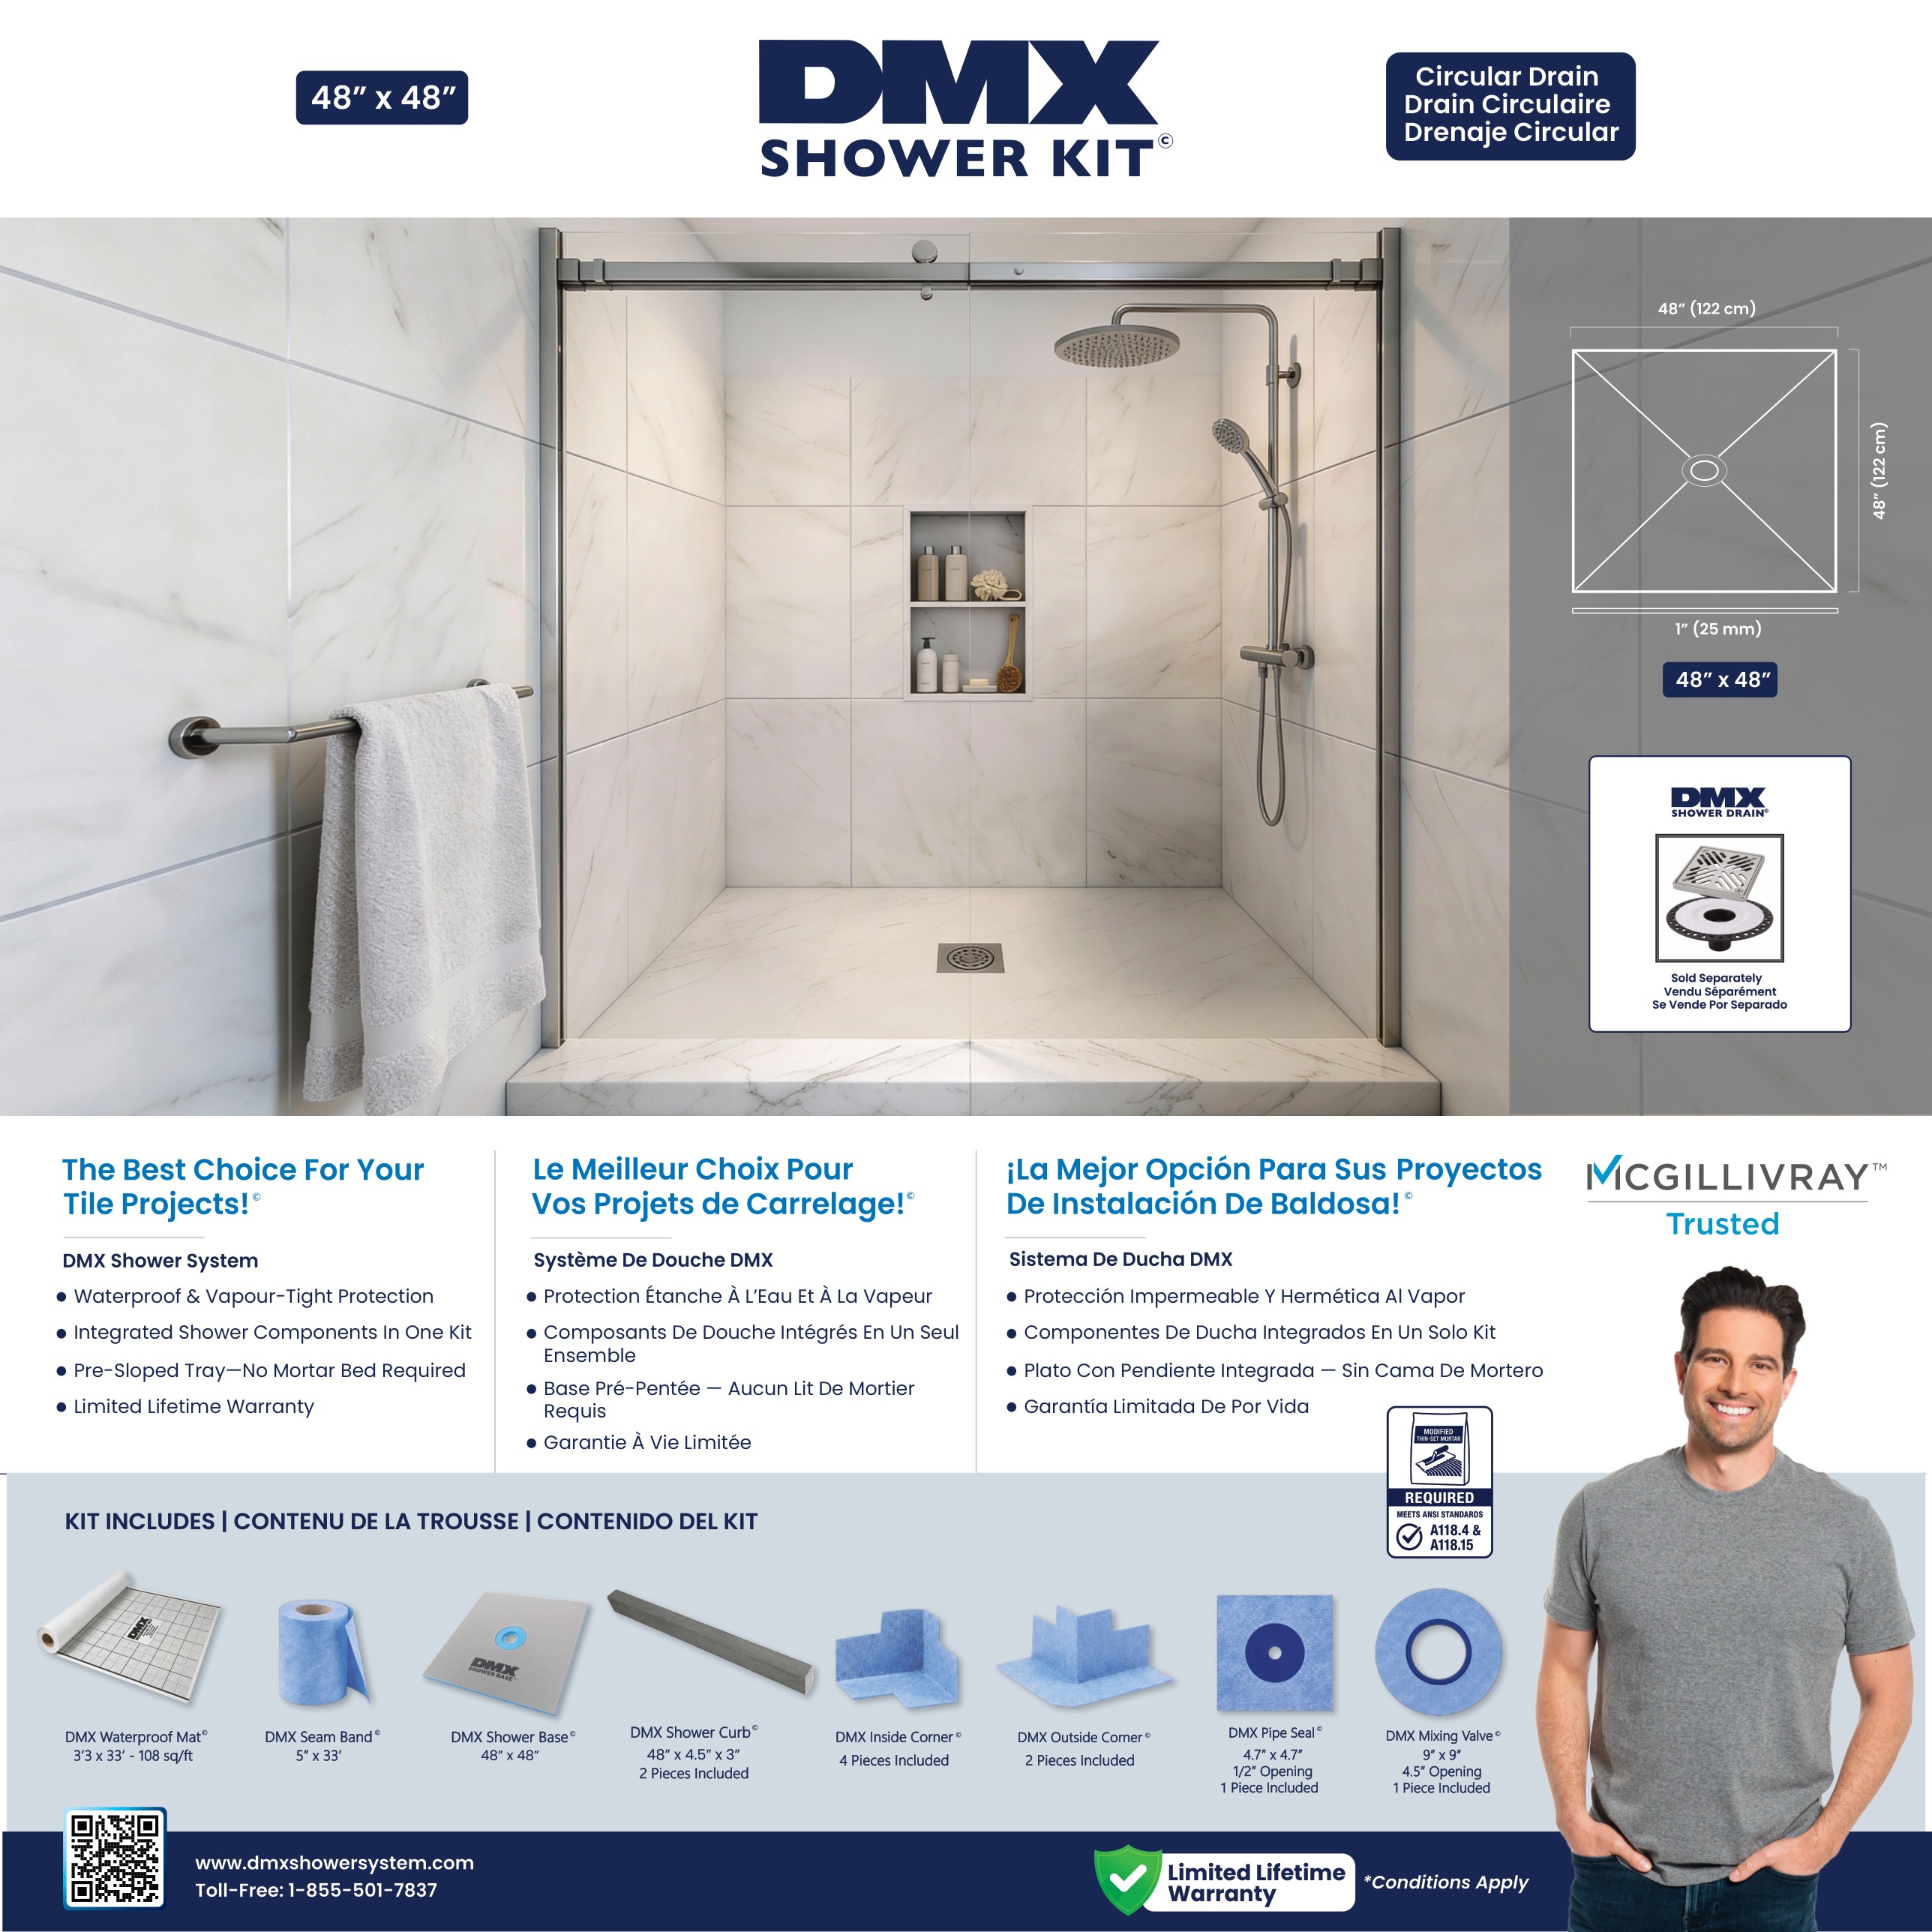 48” x 48”
DMX
SHOWER KIT©
Circular Drain
Drain Circulaire
Drenaje Circular
48” (122 cm)
48” (122 cm)
1” (25 mm)
48” x 48”
DMX
SHOWER DRAIN©
Sold Separately
Vendu Séparément
Se Vende Por Separado
The Best Choice For Your
Tile Projects!©
DMX Shower System
● Waterproof & Vapour-Tight Protection
● Integrated Shower Components In One Kit
● Pre-Sloped Tray—No Mortar Bed Required
● Limited Lifetime Warranty
Le Meilleur Choix Pour
Vos Projets de Carrelage!©
Système De Douche DMX
● Protection Étanche À L’Eau Et À La Vapeur
● Composants De Douche Intégrés En Un Seul
Ensemble
● Base Pré-Pentée — Aucun Lit De Mortier
Requis
● Garantie À Vie Limitée
¡La Mejor Opción Para Sus Proyectos
De Instalación De Baldosa!©
Sistema De Ducha DMX
● Protección Impermeable Y Hermética Al Vapor
● Componentes De Ducha Integrados En Un Solo Kit
● Plato Con Pendiente Integrada — Sin Cama De Mortero
● Garantía Limitada De Por Vida
MCGILLIVRAY™
Trusted
MODIFIED
THIN-SET MORTAR
REQUIRED
MEETS ANSI STANDARDS
A118.4 &
A118.15
KIT INCLUDES | CONTENU DE LA TROUSSE | CONTENIDO DEL KIT
DMX
DMX
SHOWER BASE
DMX Waterproof Mat©
3’3 x 33’ - 108 sq/ft
DMX Seam Band©
5” x 33’
DMX Shower Base©
48” x 48”
DMX Shower Curb©
48” x 4.5” x 3”
2 Pieces Included
DMX Inside Corner©
4 Pieces Included
DMX Outside Corner©
2 Pieces Included
DMX Pipe Seal©
4.7” x 4.7”
1/2” Opening
1 Piece Included
DMX Mixing Valve©
9” x 9”
4.5” Opening
1 Piece Included
www.dmxshowersystem.com
Toll-Free: 1-855-501-7837
Limited Lifetime
Warranty
*Conditions Apply